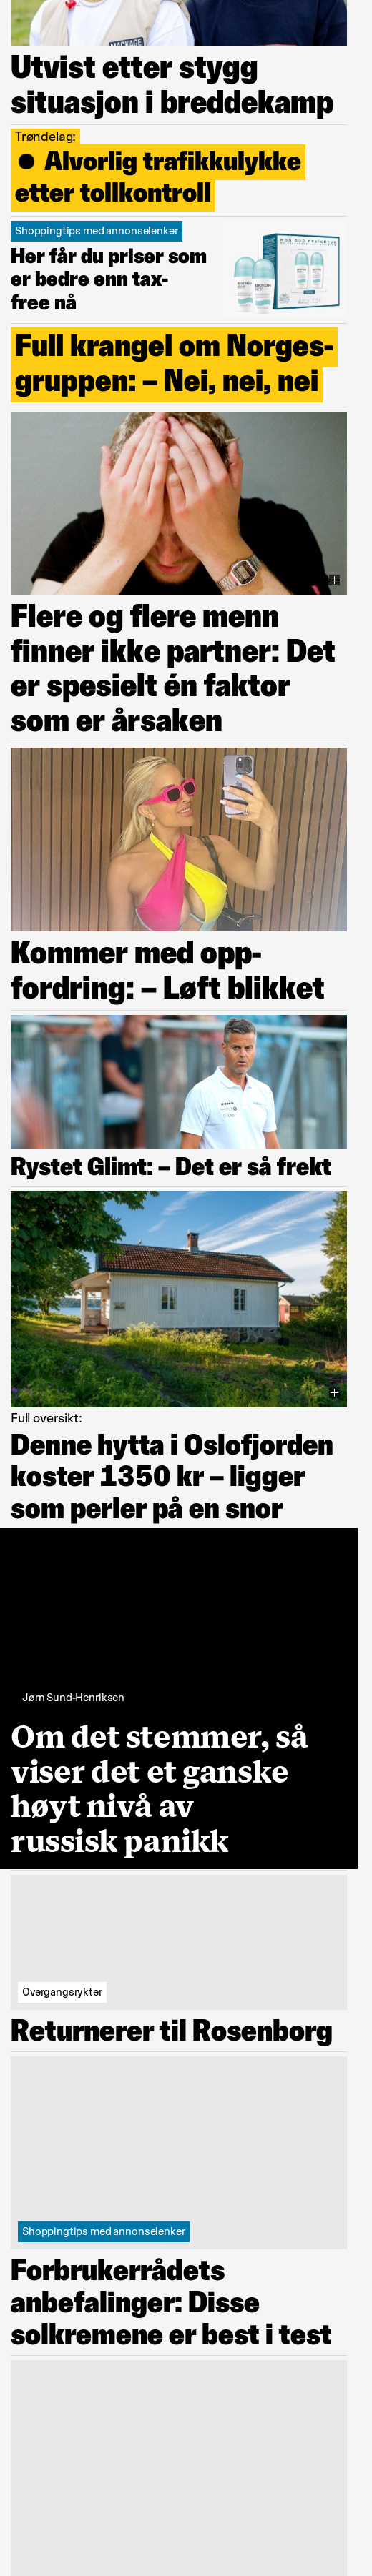 MACKAGE
Utvist etter stygg
situasjon i breddekamp
Trøndelag:
● Alvorlig trafikkulykke
etter tollkontroll
Shoppingtips med annonselenker
Her får du priser som
er bedre enn tax-
free nå
Full krangel om Norges-
gruppen: – Nei, nei, nei
Flere og flere menn
finner ikke partner: Det
er spesielt én faktor
som er årsaken
Kommer med opp-
fordring: – Løft blikket
Rystet Glimt: – Det er så frekt
Full oversikt:
Denne hytta i Oslofjorden
koster 1350 kr – ligger
som perler på en snor
Jørn Sund-Henriksen
Om det stemmer, så
viser det et ganske
høyt nivå av
russisk panikk
Overgangsrykter
Returnerer til Rosenborg
Shoppingtips med annonselenker
Forbrukerrådets
anbefalinger: Disse
solkremene er best i test